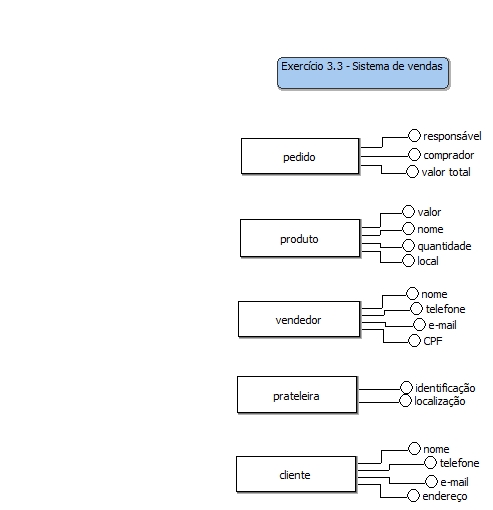 Exercício 3.3 - Sistema de vendas
pedido
responsável
comprador
valor total
produto
valor
nome
quantidade
local
vendedor
nome
telefone
e-mail
CPF
prateleira
identificação
localização
cliente
nome
telefone
e-mail
endereço